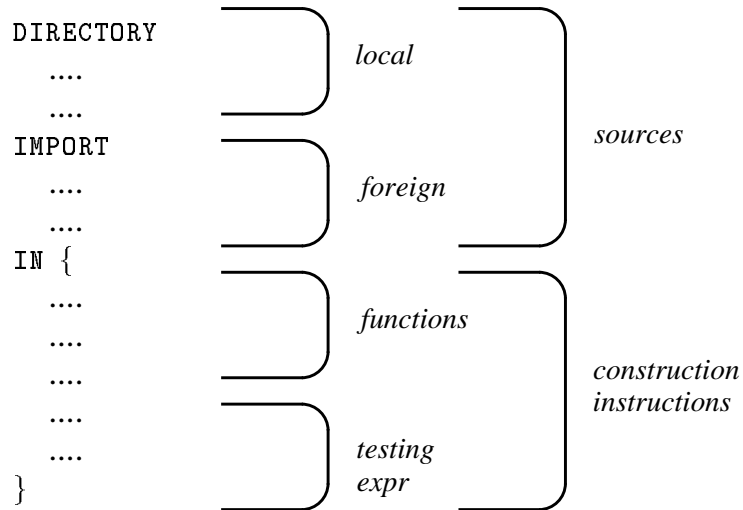 DIRECTORY
....
....
IMPORT
....
....
IN {
....
....
....
....
....
}
local
foreign
functions
testing
expr
sources
construction
instructions